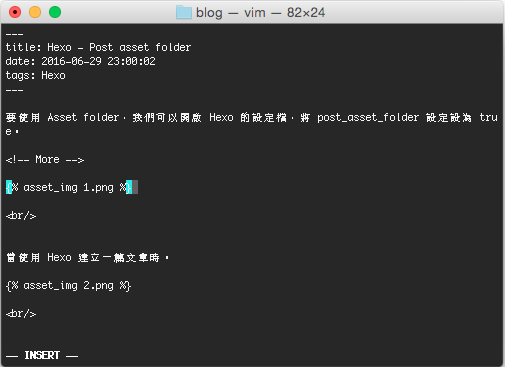 blog — vim — 82×24
---
title: Hexo - Post asset folder
date: 2016-06-29 23:00:02
tags: Hexo
---
要使用 Asset folder，我們可以開啟 Hexo 的設定檔，將 post_asset_folder 設定設為 tru
e。
<!-- More -->
{% asset_img 1.png %}
<br/>
當使用 Hexo 建立一篇文章時，
{% asset_img 2.png %}
<br/>
-- INSERT --